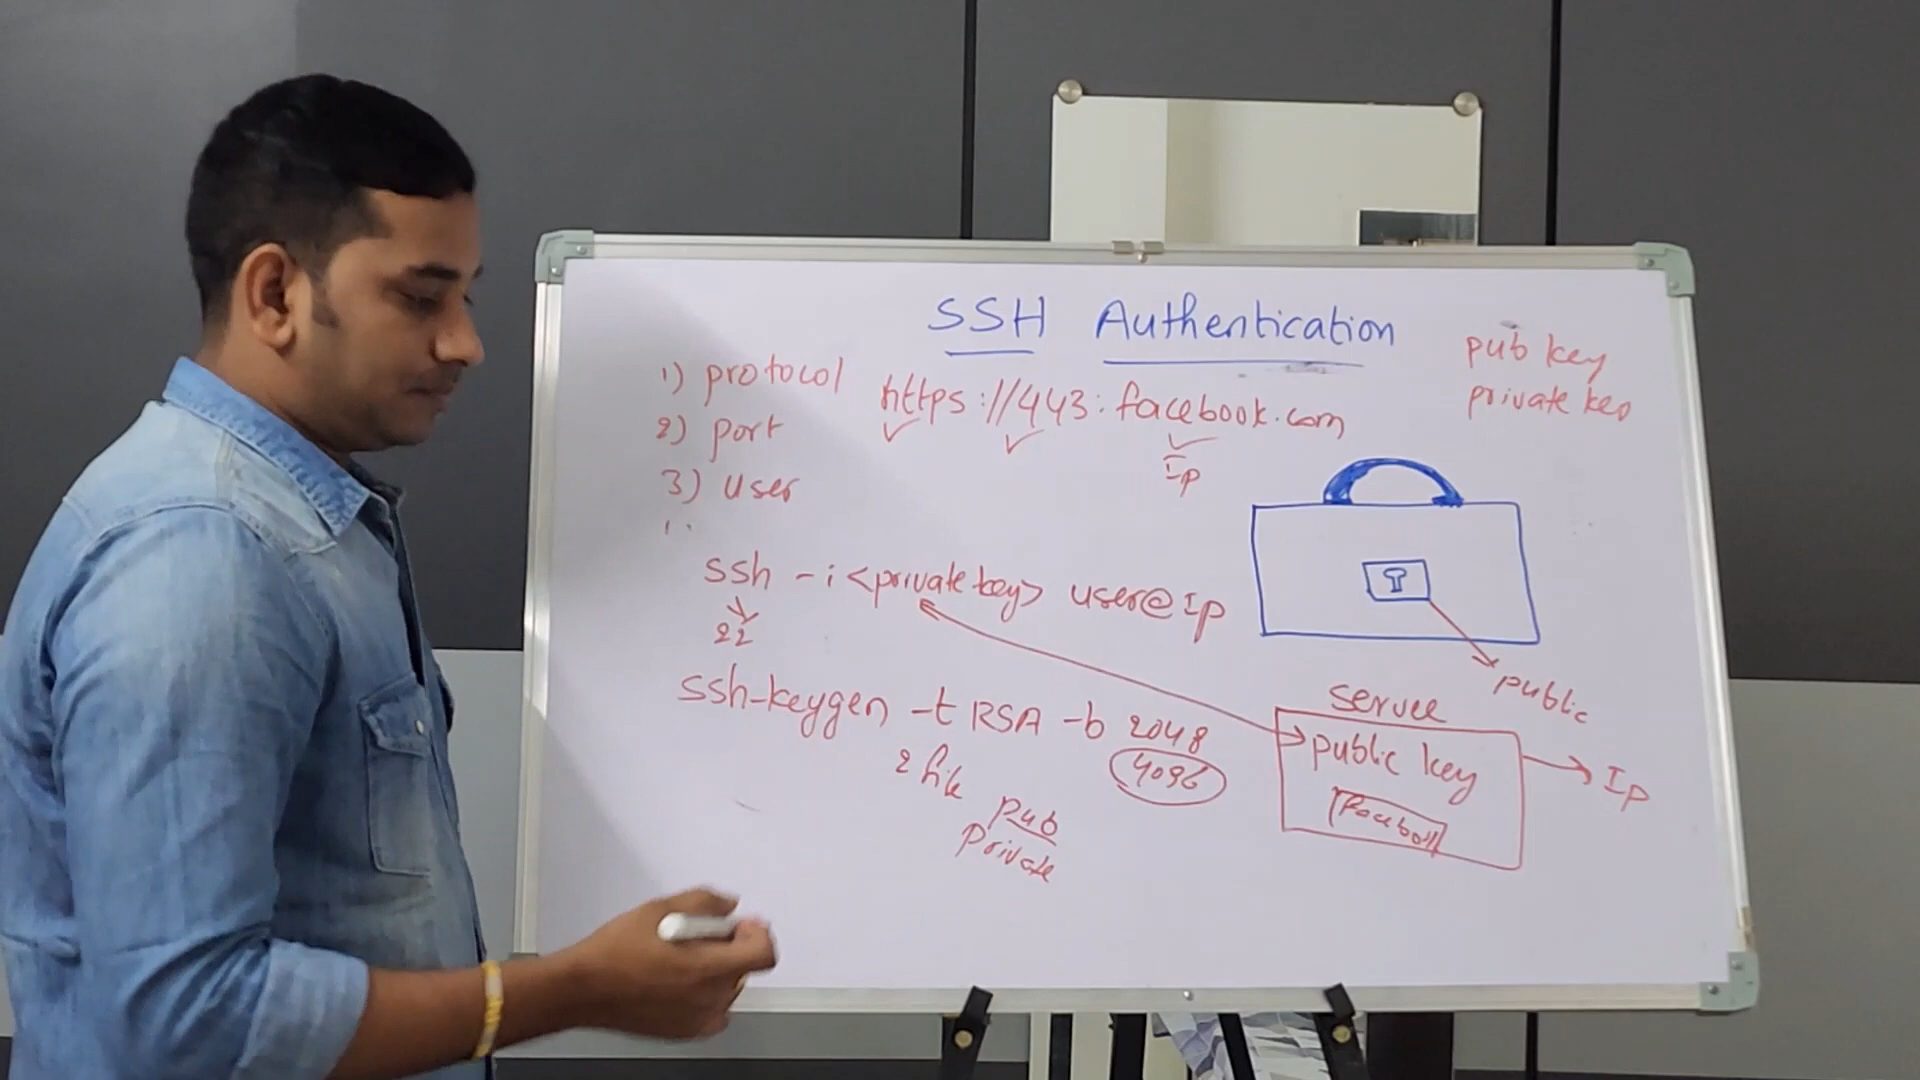 SSH Authentication
pub key
private key
1) protocol
https://443:facebook.com
2) port
Ip
3) user
ssh -i <private key> user@Ip
22
public
ssh-keygen -t RSA -b 2048
4096
2 file
pub
private
server
public key
Ip